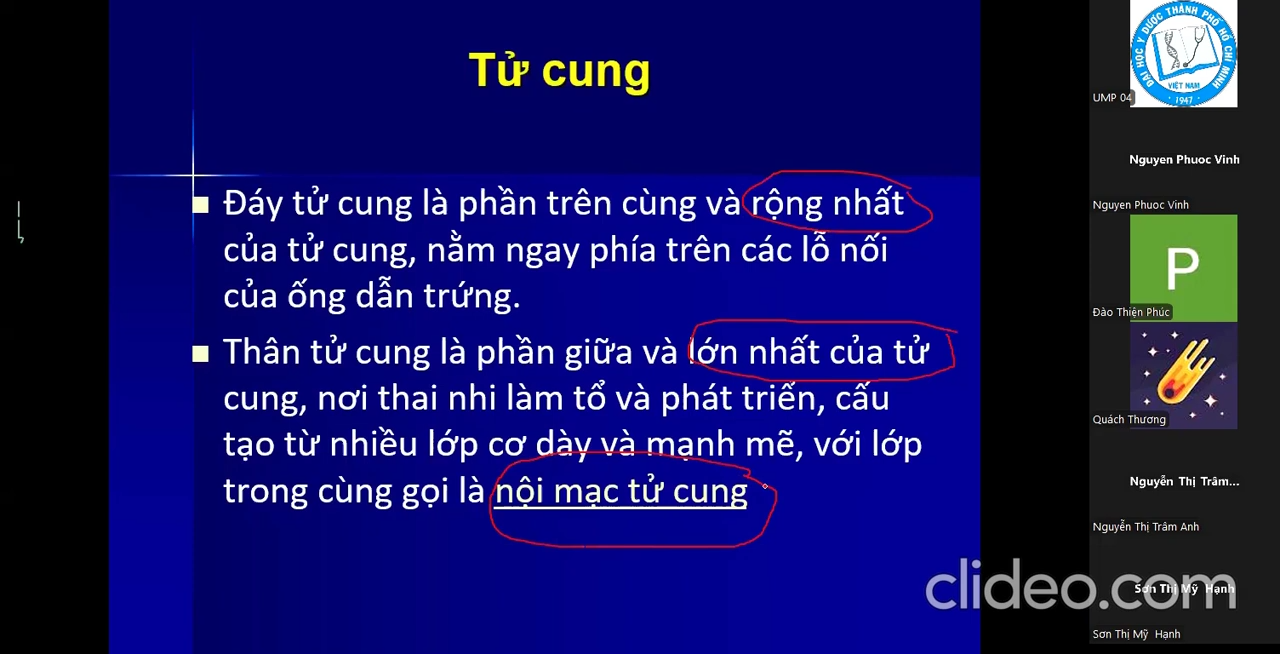 Tử cung
Đáy tử cung là phần trên cùng và rộng nhất
của tử cung, nằm ngay phía trên các lỗ nối
của ống dẫn trứng.
Thân tử cung là phần giữa và lớn nhất của tử
cung, nơi thai nhi làm tổ và phát triển, cấu
tạo từ nhiều lớp cơ dày và mạnh mẽ, với lớp
trong cùng gọi là nội mạc tử cung
ĐẠI HỌC Y DƯỢC THÀNH PHỐ HỒ CHÍ MINH
VIỆT NAM
1947
UMP 04
Nguyen Phuoc Vinh
Nguyen Phuoc Vinh
P
Đào Thiện Phúc
Quách Thương
Nguyễn Thị Trâm...
Nguyễn Thị Trâm Anh
Sơn Thị Mỹ Hạnh
Sơn Thị Mỹ Hạnh
clideo.com